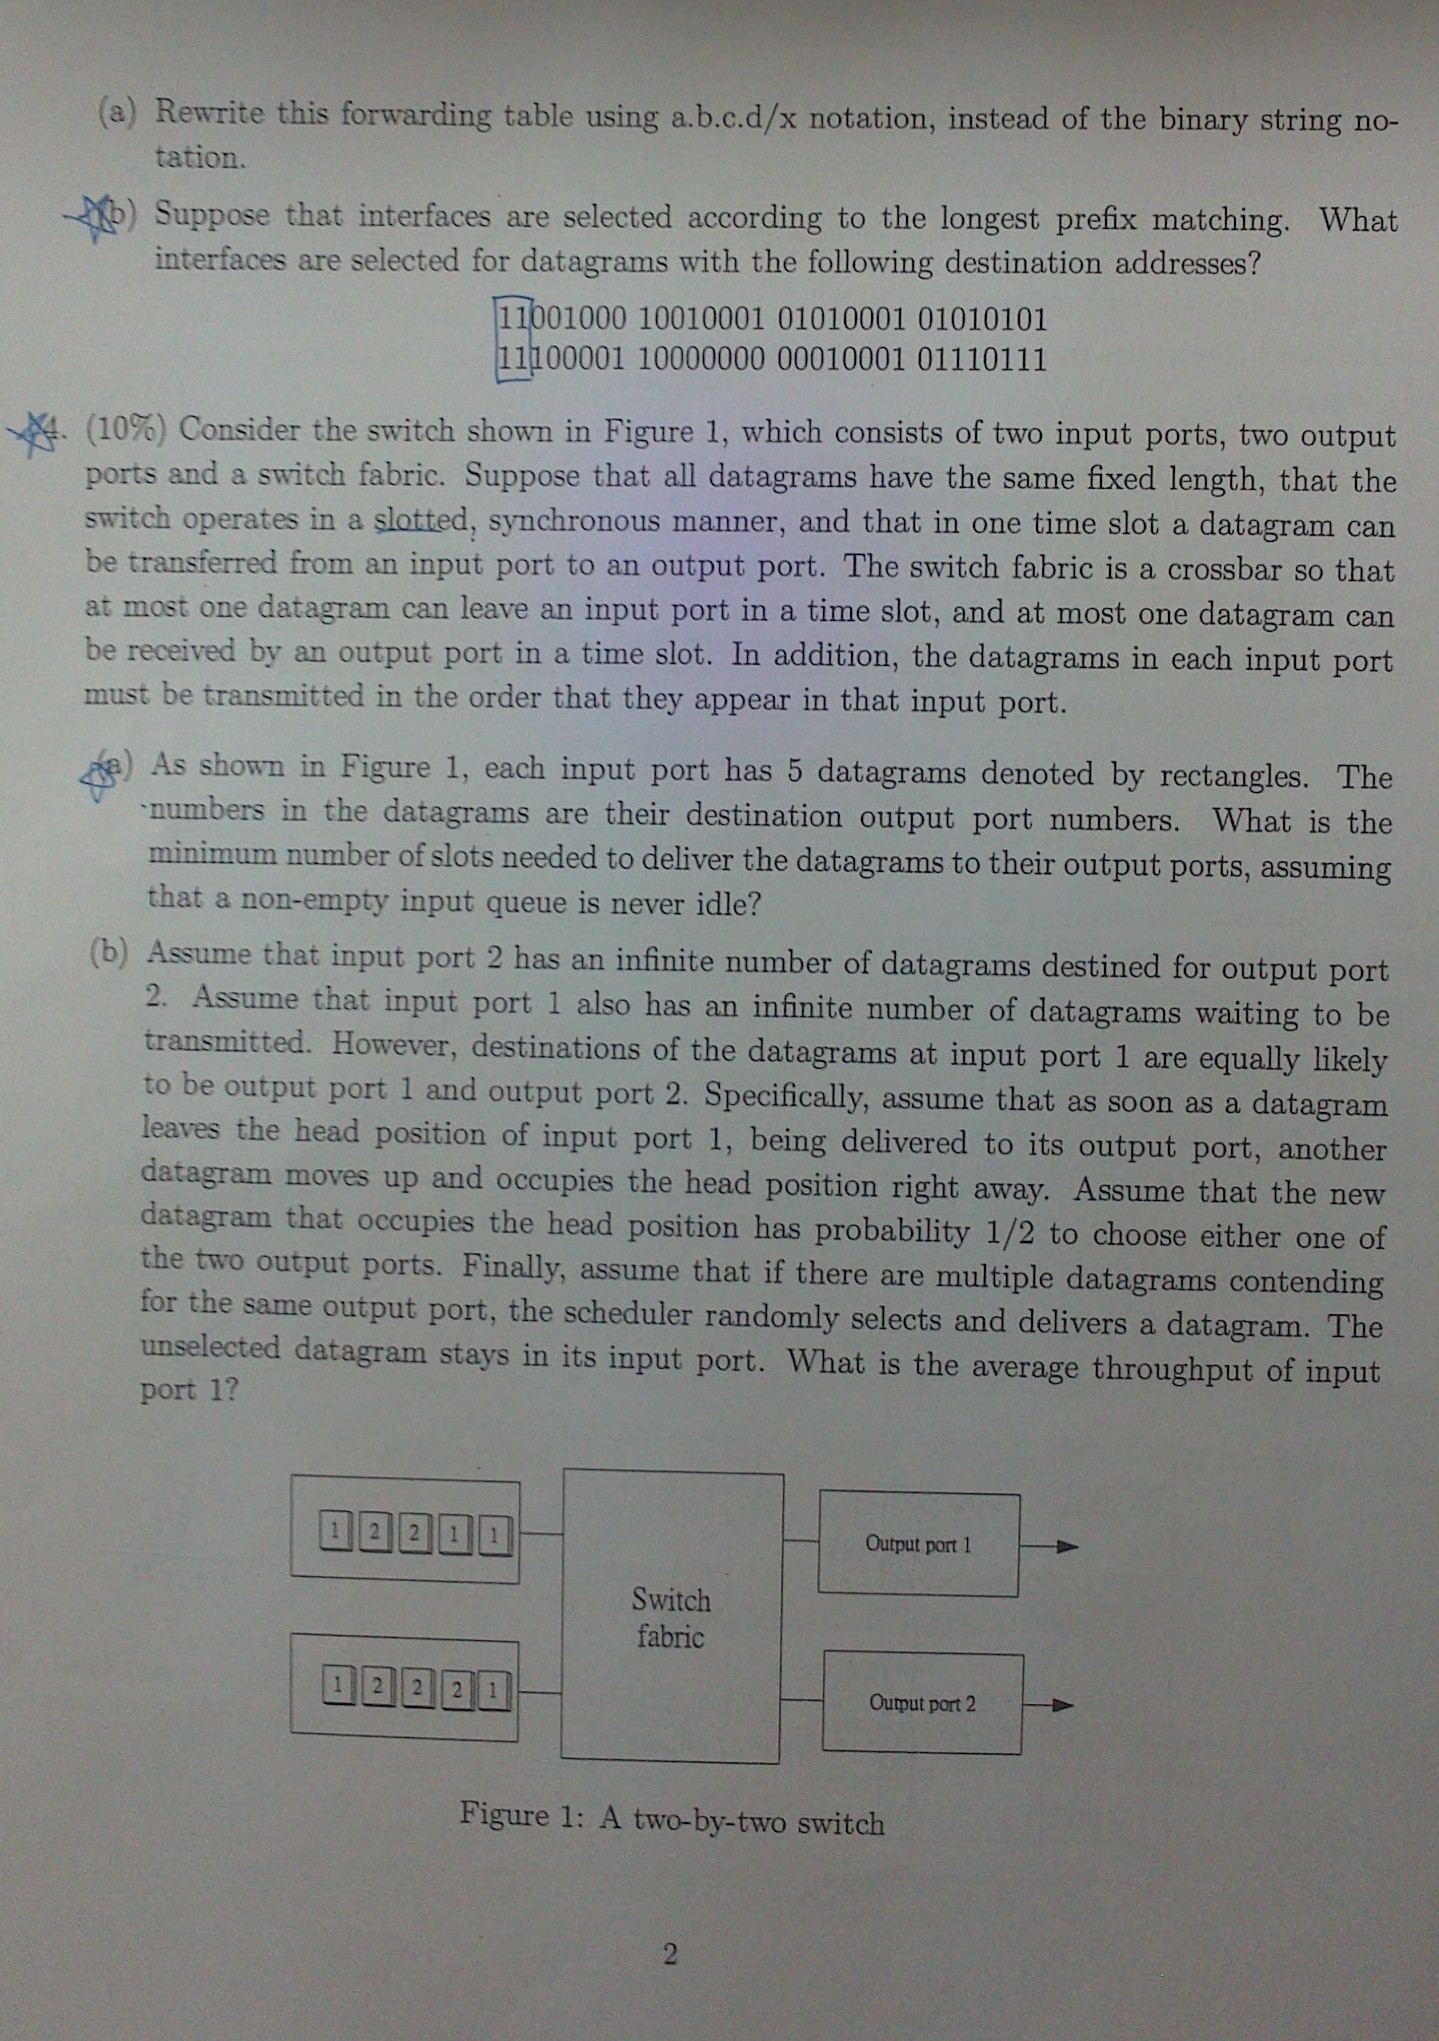 (a) Rewrite this forwarding table using a.b.c.d/x notation, instead of the binary string no-
tation.
(b) Suppose that interfaces are selected according to the longest prefix matching. What
interfaces are selected for datagrams with the following destination addresses?
11001000 10010001 01010001 01010101
11100001 10000000 00010001 01110111
4. (10%) Consider the switch shown in Figure 1, which consists of two input ports, two output
ports and a switch fabric. Suppose that all datagrams have the same fixed length, that the
switch operates in a slotted, synchronous manner, and that in one time slot a datagram can
be transferred from an input port to an output port. The switch fabric is a crossbar so that
at most one datagram can leave an input port in a time slot, and at most one datagram can
be received by an output port in a time slot. In addition, the datagrams in each input port
must be transmitted in the order that they appear in that input port.
(a) As shown in Figure 1, each input port has 5 datagrams denoted by rectangles. The
numbers in the datagrams are their destination output port numbers. What is the
minimum number of slots needed to deliver the datagrams to their output ports, assuming
that a non-empty input queue is never idle?
(b) Assume that input port 2 has an infinite number of datagrams destined for output port
2. Assume that input port 1 also has an infinite number of datagrams waiting to be
transmitted. However, destinations of the datagrams at input port 1 are equally likely
to be output port 1 and output port 2. Specifically, assume that as soon as a datagram
leaves the head position of input port 1, being delivered to its output port, another
datagram moves up and occupies the head position right away. Assume that the new
datagram that occupies the head position has probability 1/2 to choose either one of
the two output ports. Finally, assume that if there are multiple datagrams contending
for the same output port, the scheduler randomly selects and delivers a datagram. The
unselected datagram stays in its input port. What is the average throughput of input
port 1?
1 2 2 1 1
Output port 1
Switch
fabric
1 2 2 2 1
Output port 2
Figure 1: A two-by-two switch
2